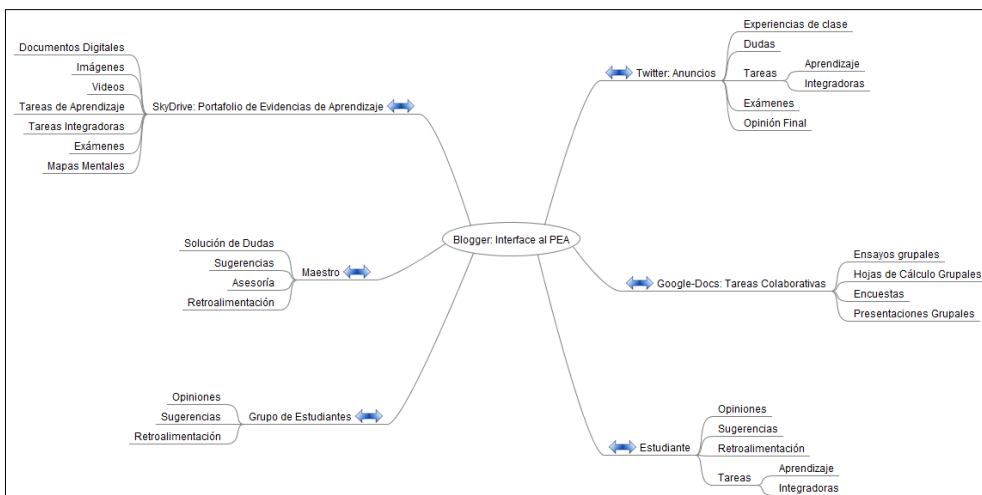 Blogger: Interface al PEA
SkyDrive: Portafolio de Evidencias de Aprendizaje
Documentos Digitales
Imágenes
Videos
Tareas de Aprendizaje
Tareas Integradoras
Exámenes
Mapas Mentales
Maestro
Solución de Dudas
Sugerencias
Asesoría
Retroalimentación
Grupo de Estudiantes
Opiniones
Sugerencias
Retroalimentación
Twitter: Anuncios
Experiencias de clase
Dudas
Tareas
Aprendizaje
Integradoras
Exámenes
Opinión Final
Google-Docs: Tareas Colaborativas
Ensayos grupales
Hojas de Cálculo Grupales
Encuestas
Presentaciones Grupales
Estudiante
Opiniones
Sugerencias
Retroalimentación
Tareas
Aprendizaje
Integradoras